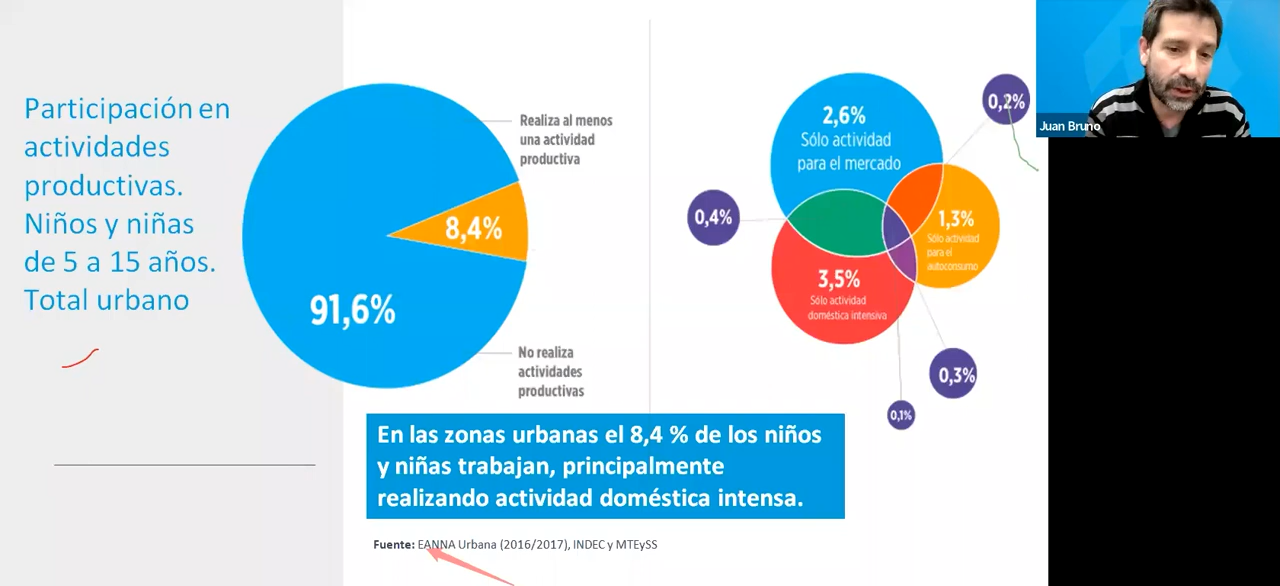 Participación en
actividades
productivas.
Niños y niñas
de 5 a 15 años.
Total urbano
Realiza al menos
una actividad
productiva
8,4%
91,6%
No realiza
actividades
productivas
2,6%
Sólo actividad
para el mercado
0,2%
0,4%
1,3%
Sólo actividad
para el
autoconsumo
3,5%
Sólo actividad
doméstica intensiva
0,3%
0,1%
En las zonas urbanas el 8,4 % de los niños
y niñas trabajan, principalmente
realizando actividad doméstica intensa.
Fuente: EANNA Urbana (2016/2017), INDEC y MTEySS
Juan Bruno